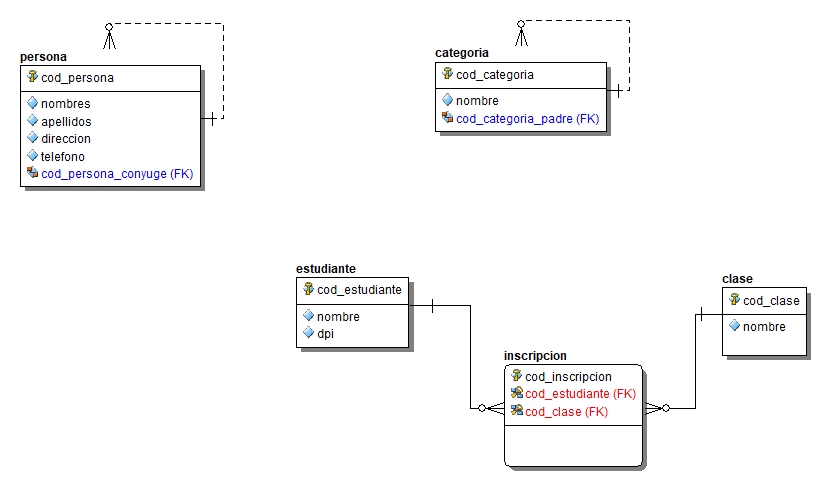 persona
cod_persona
nombres
apellidos
direccion
telefono
cod_persona_conyuge (FK)
categoria
cod_categoria
nombre
cod_categoria_padre (FK)
estudiante
cod_estudiante
nombre
dpi
clase
cod_clase
nombre
inscripcion
cod_inscripcion
cod_estudiante (FK)
cod_clase (FK)